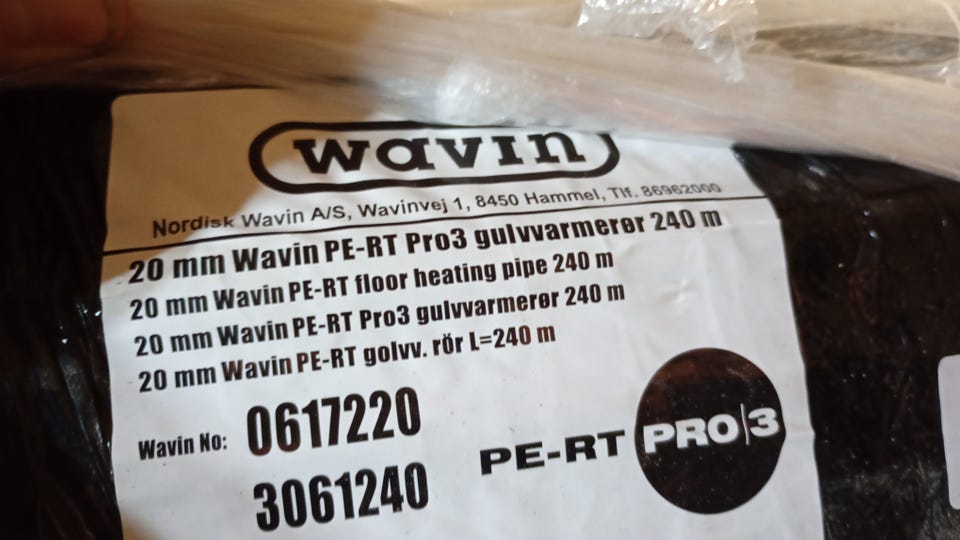 wavin
Nordisk Wavin A/S, Wavinvej 1, 8450 Hammel, Tlf. 86962000
20 mm Wavin PE-RT Pro3 gulvvarmerør 240 m
20 mm Wavin PE-RT floor heating pipe 240 m
20 mm Wavin PE-RT Pro3 gulvvarmerør 240 m
20 mm Wavin PE-RT golvv. rör L=240 m
Wavin No: 0617220
3061240
PE-RT PRO|3